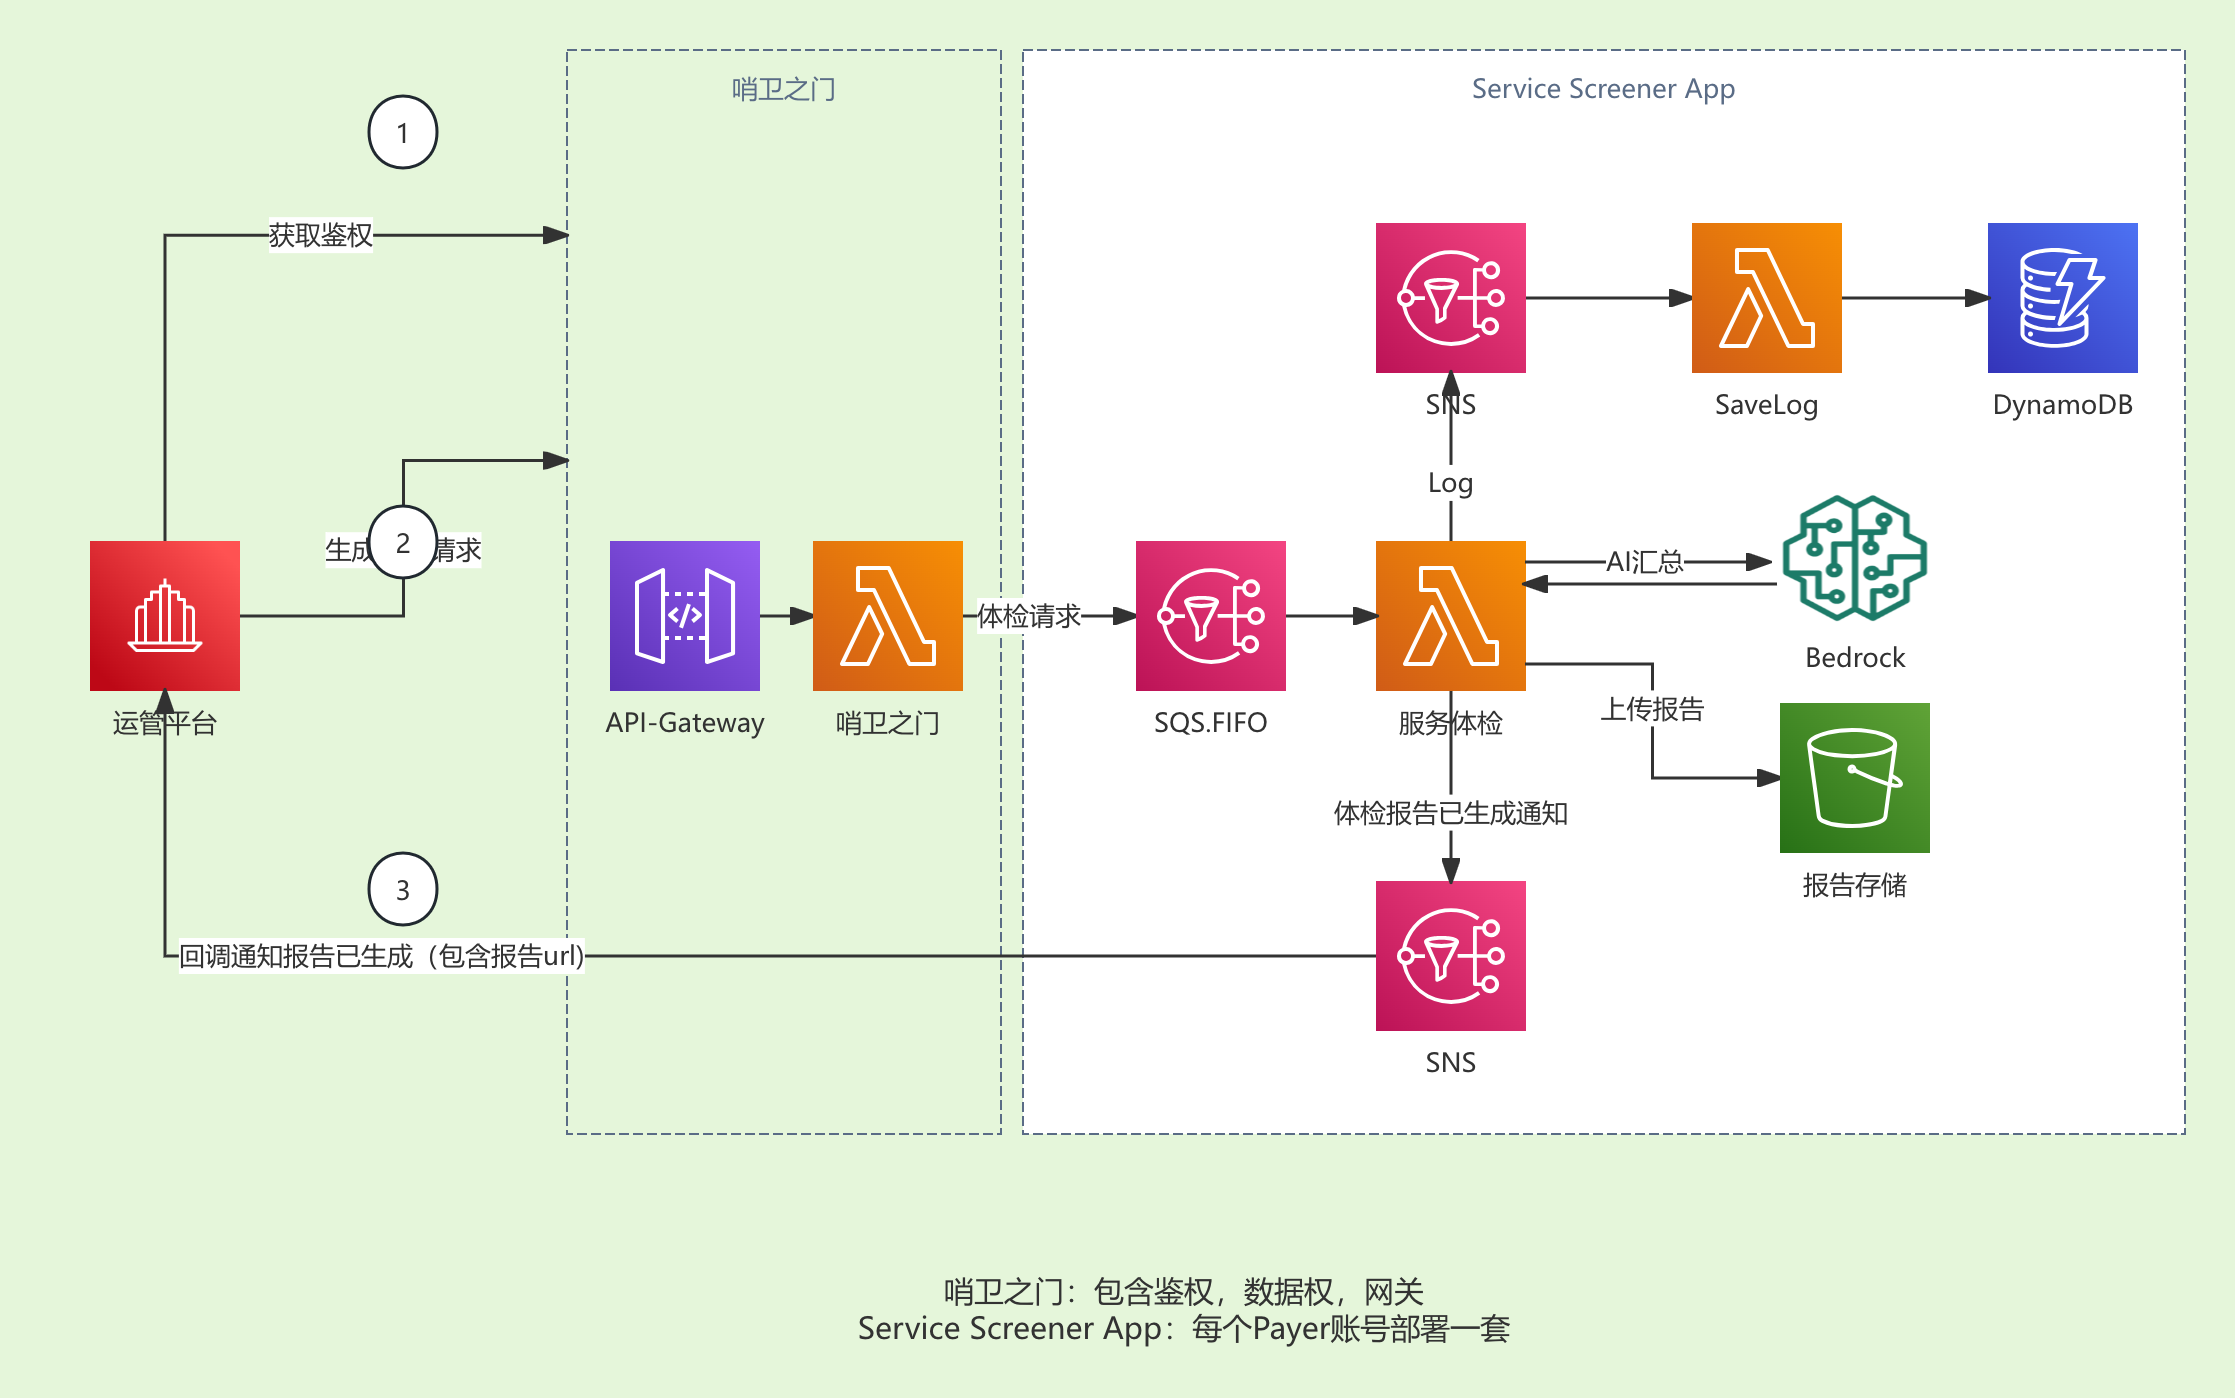 哨卫之门
Service Screener App
1
获取鉴权
SNS
SaveLog
DynamoDB
Log
生成
2
请求
体检请求
AI汇总
Bedrock
运管平台
API-Gateway
哨卫之门
SQS.FIFO
服务体检
上传报告
体检报告已生成通知
报告存储
3
回调通知报告已生成（包含报告url)
SNS
哨卫之门：包含鉴权，数据权，网关
Service Screener App：每个Payer账号部署一套